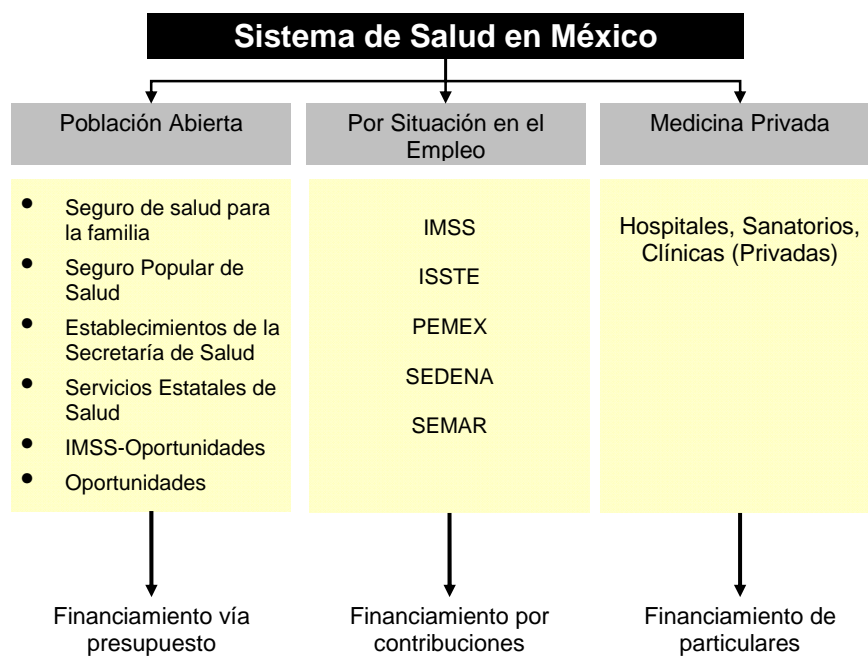 Sistema de Salud en México
Población Abierta
Por Situación en el
Empleo
Medicina Privada
• Seguro de salud para
la familia
• Seguro Popular de
Salud
• Establecimientos de la
Secretaría de Salud
• Servicios Estatales de
Salud
• IMSS-Oportunidades
• Oportunidades
IMSS
ISSTE
PEMEX
SEDENA
SEMAR
Hospitales, Sanatorios,
Clínicas (Privadas)
Financiamiento vía
presupuesto
Financiamiento por
contribuciones
Financiamiento de
particulares